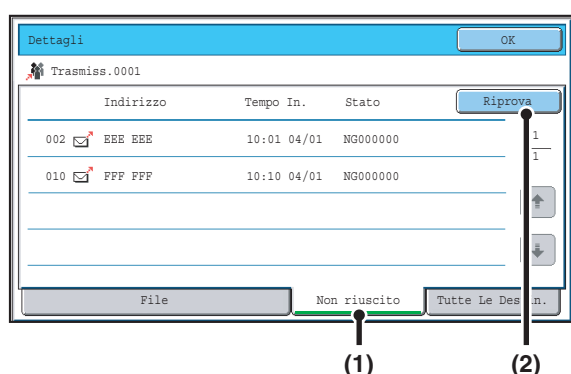 Dettagli OK
Trasmiss.0001
Indirizzo Tempo In. Stato Riprova
002 EEE EEE 10:01 04/01 NG000000 1
1
010 FFF FFF 10:10 04/01 NG000000
File Non riuscito Tutte Le Destin.
(1) (2)